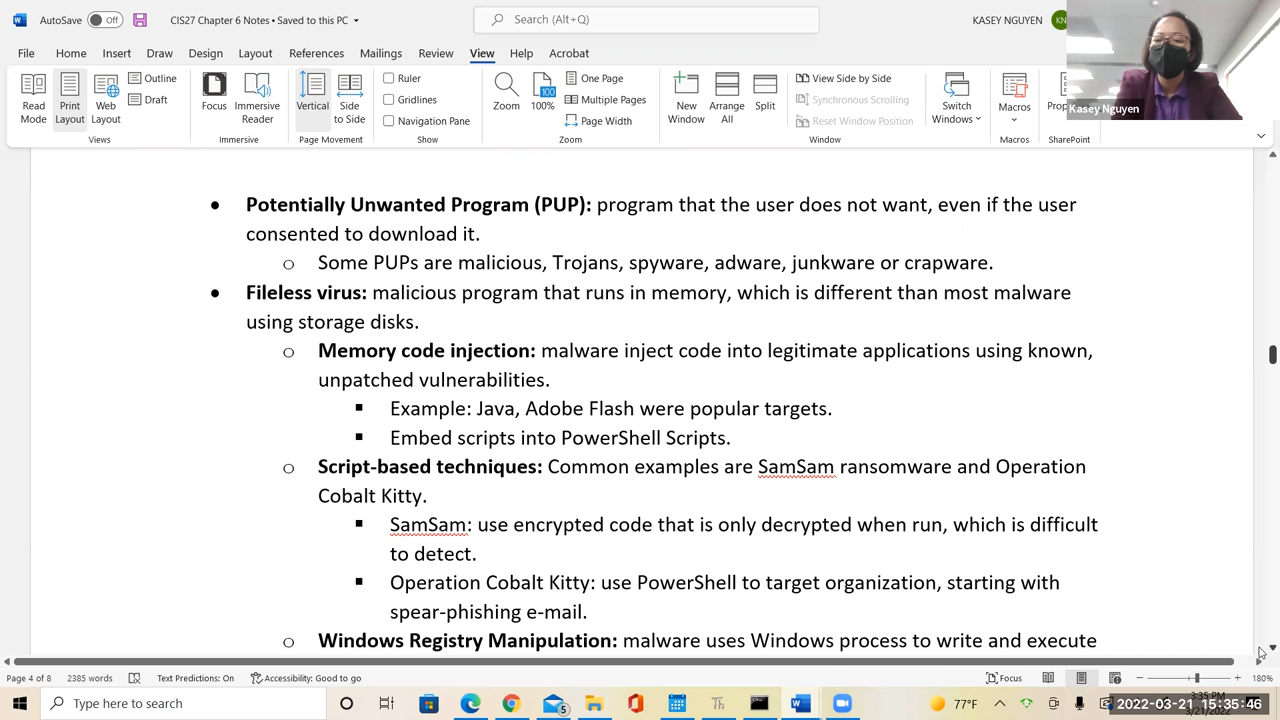 AutoSave Off CIS27 Chapter 6 Notes • Saved to this PC Search (Alt+Q) KASEY NGUYEN KN
File Home Insert Draw Design Layout References Mailings Review View Help Acrobat
Read Mode
Print Layout
Web Layout
Outline
Draft
Views
Focus
Immersive Reader
Immersive
Vertical
Side to Side
Page Movement
Ruler
Gridlines
Navigation Pane
Show
Zoom
100
100%
One Page
Multiple Pages
Page Width
Zoom
New Window
Arrange All
Split
View Side by Side
Synchronous Scrolling
Reset Window Position
Window
Switch Windows
Macros
Macros
SharePoint
Kasey Nguyen
• Potentially Unwanted Program (PUP): program that the user does not want, even if the user
consented to download it.
o Some PUPs are malicious, Trojans, spyware, adware, junkware or crapware.
• Fileless virus: malicious program that runs in memory, which is different than most malware
using storage disks.
o Memory code injection: malware inject code into legitimate applications using known,
unpatched vulnerabilities.
▪ Example: Java, Adobe Flash were popular targets.
▪ Embed scripts into PowerShell Scripts.
o Script-based techniques: Common examples are SamSam ransomware and Operation
Cobalt Kitty.
▪ SamSam: use encrypted code that is only decrypted when run, which is difficult
to detect.
▪ Operation Cobalt Kitty: use PowerShell to target organization, starting with
spear-phishing e-mail.
o Windows Registry Manipulation: malware uses Windows process to write and execute
Page 4 of 8 2385 words Text Predictions: On Accessibility: Good to go Focus 180%
Type here to search 5 77°F 3:35 PM
2022-03-21 15:35:46